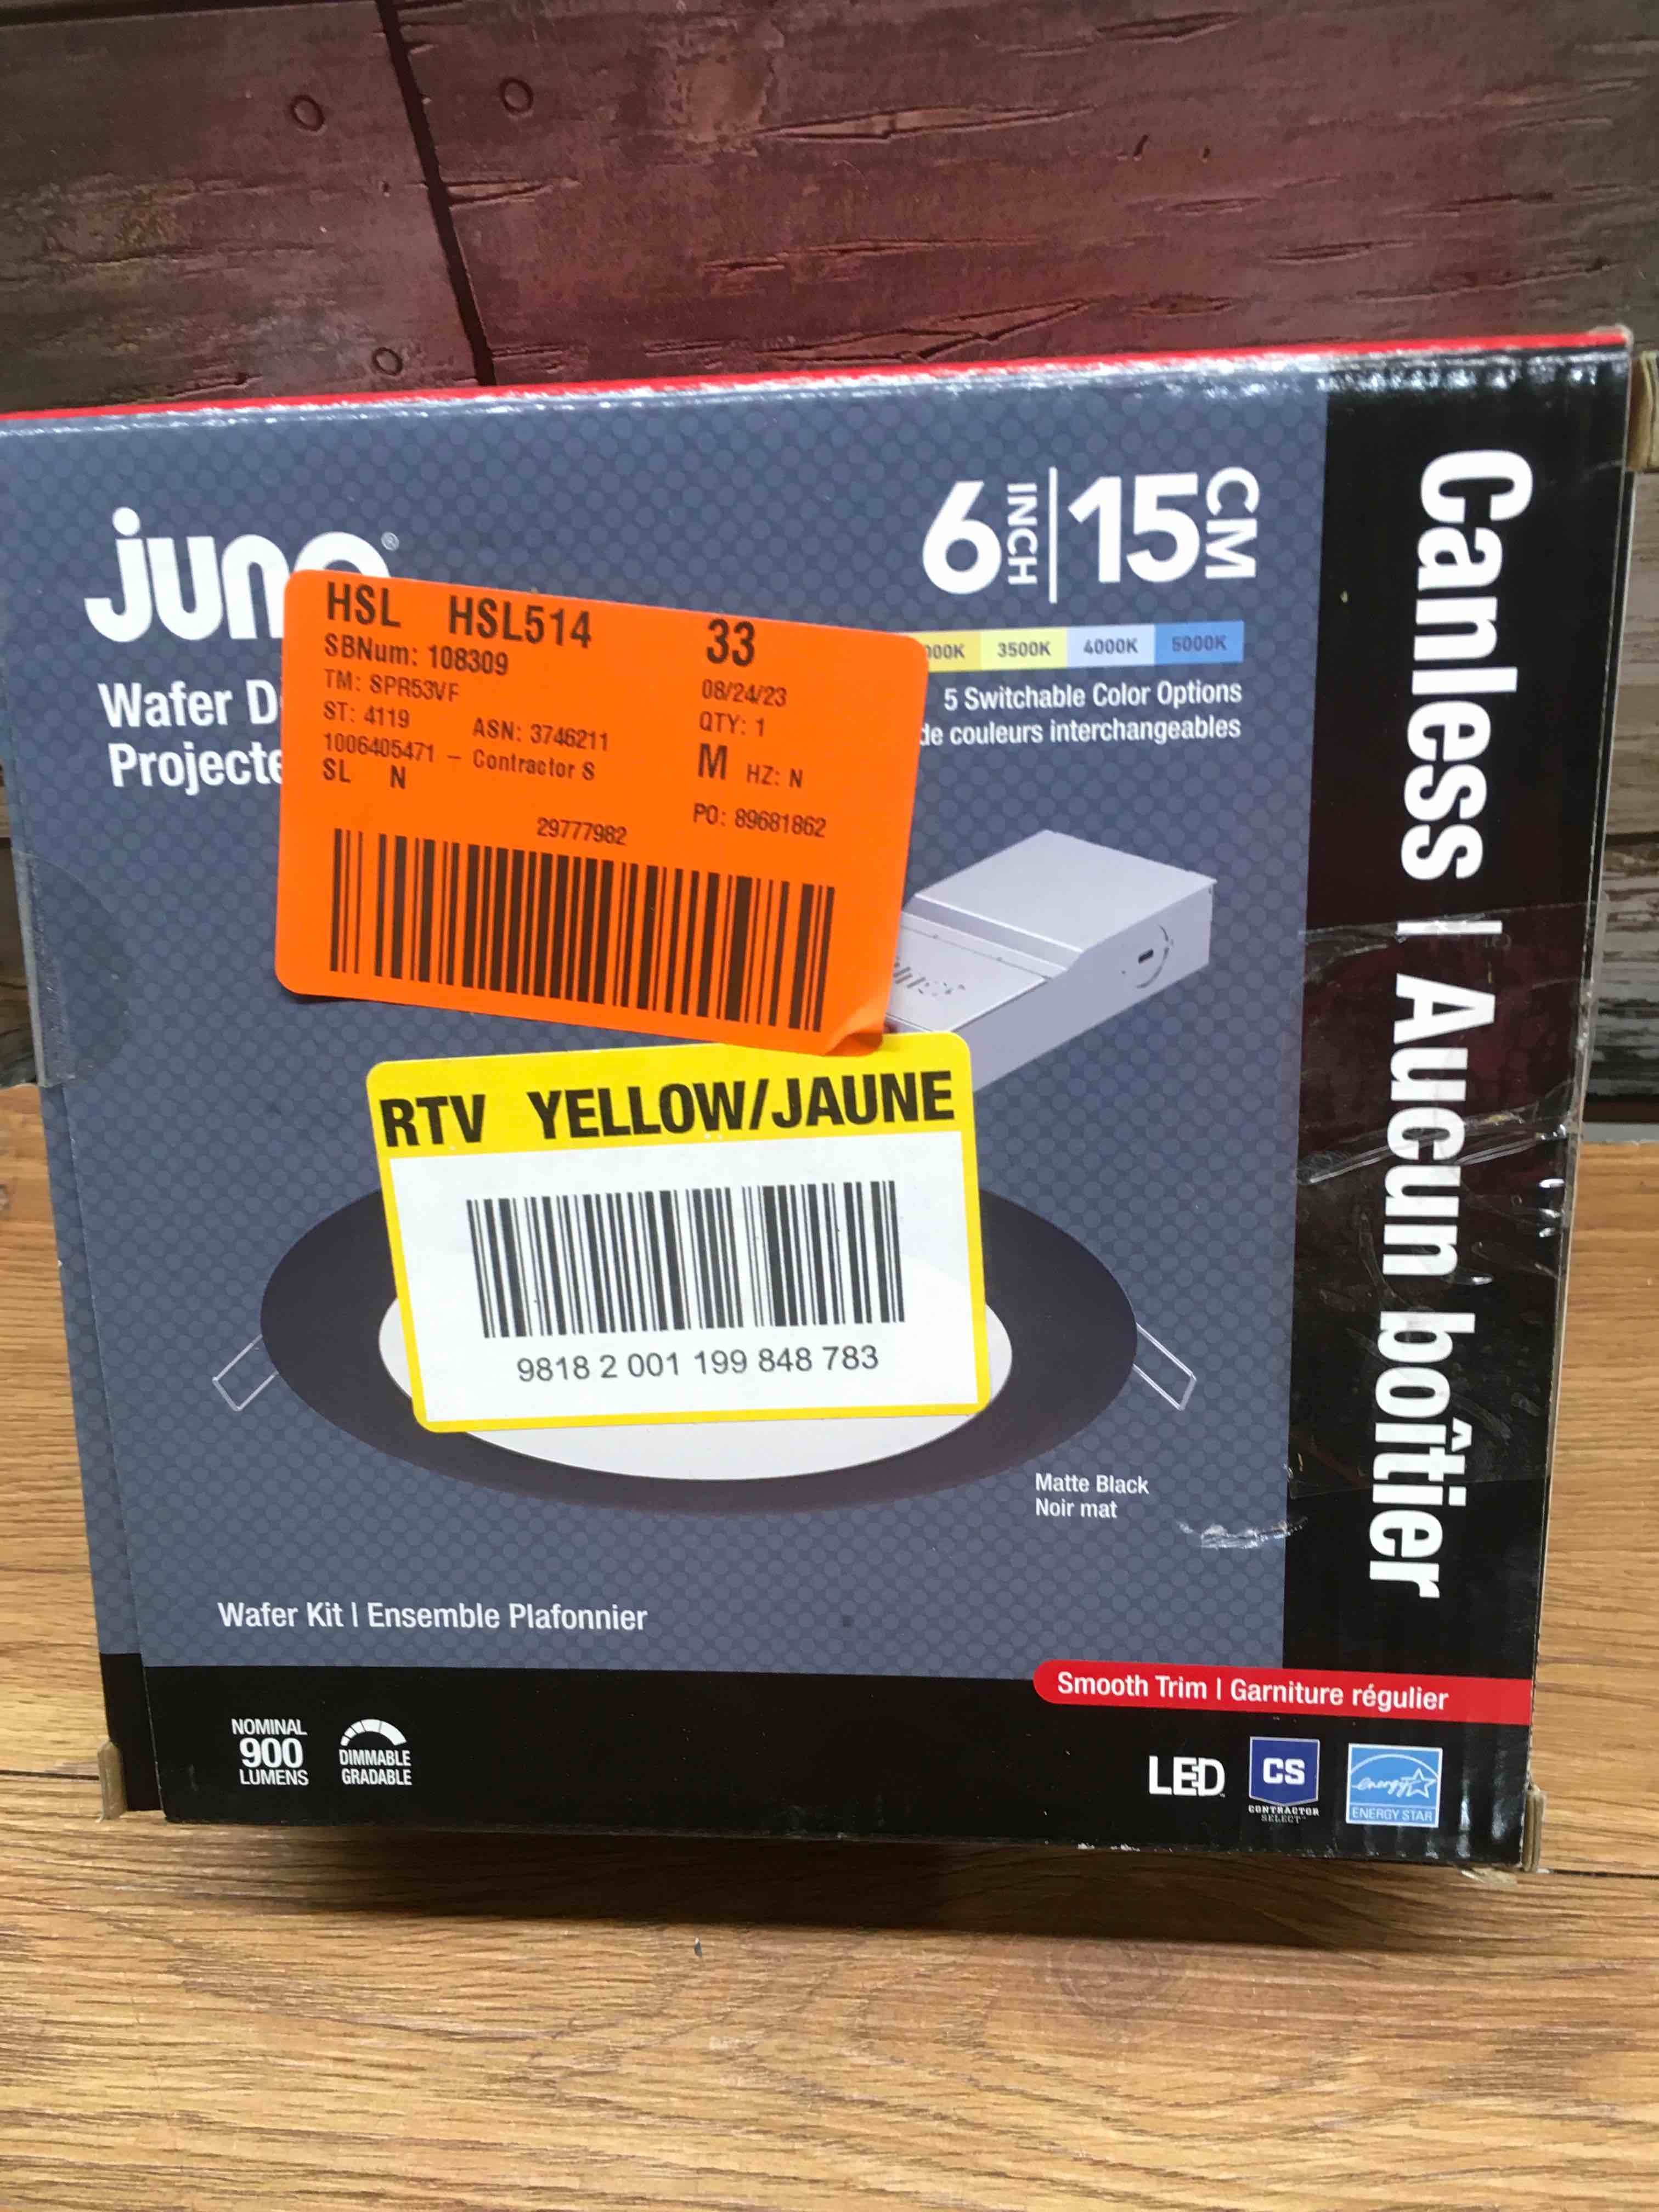 6 INCH | 15 CM
3500K 4000K 5000K
5 Switchable Color Options
de couleurs interchangeables
Wafer
HSL HSL514 33
SBNum: 108309
08/24/23
TM: SPR53VF
QTY: 1
ST: 4119 ASN: 3746211
M HZ: N
1006405471 - Contractor S
SL N
PO: 89681862
29777982
RTV YELLOW/JAUNE
9818 2 001 199 848 783
Matte Black
Noir mat
Wafer Kit | Ensemble Plafonnier
Canless | Aucun boîtier
Smooth Trim | Garniture régulier
NOMINAL
900
LUMENS
DIMMABLE
GRADABLE
LED
CS
CONTRACTOR
SELECT™
energy
ENERGY STAR